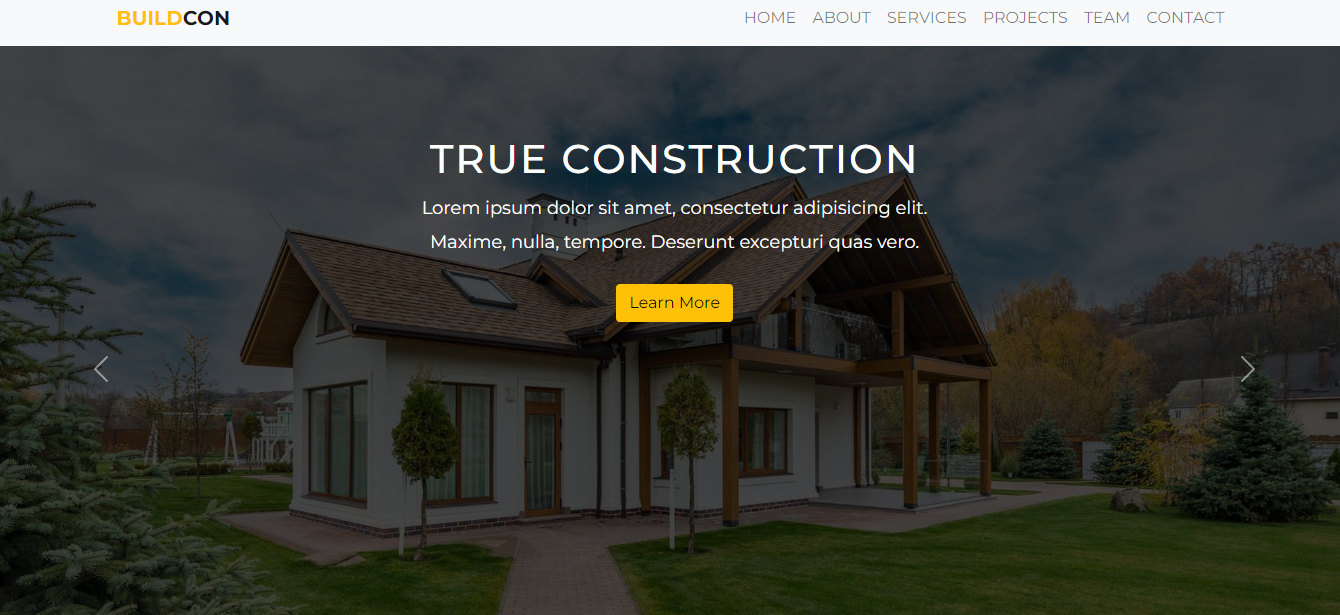 BUILDCON
HOME ABOUT SERVICES PROJECTS TEAM CONTACT
TRUE CONSTRUCTION
Lorem ipsum dolor sit amet, consectetur adipisicing elit.
Maxime, nulla, tempore. Deserunt excepturi quas vero.
Learn More